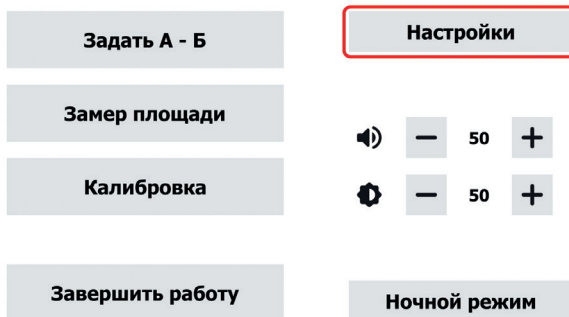 Задать А - Б
Настройки
Замер площади
50
Калибровка
50
Завершить работу
Ночной режим